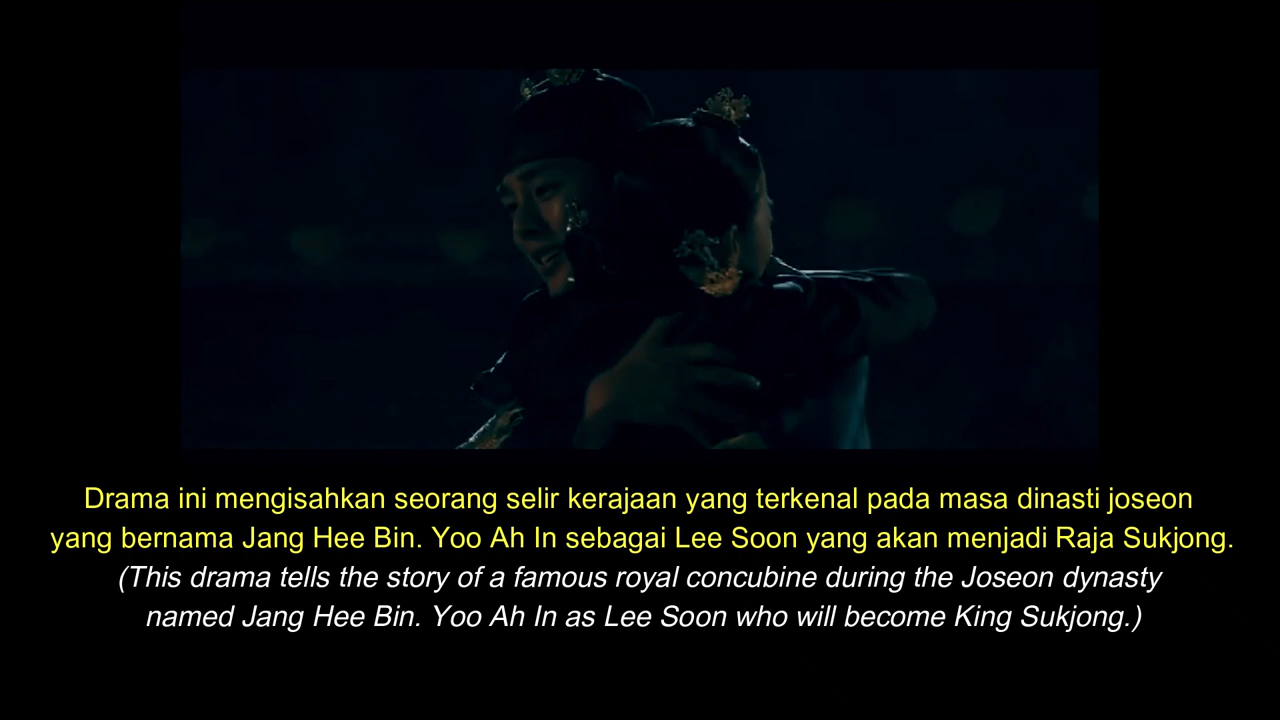 Drama ini mengisahkan seorang selir kerajaan yang terkenal pada masa dinasti joseon
yang bernama Jang Hee Bin. Yoo Ah In sebagai Lee Soon yang akan menjadi Raja Sukjong.
(This drama tells the story of a famous royal concubine during the Joseon dynasty
named Jang Hee Bin. Yoo Ah In as Lee Soon who will become King Sukjong.)